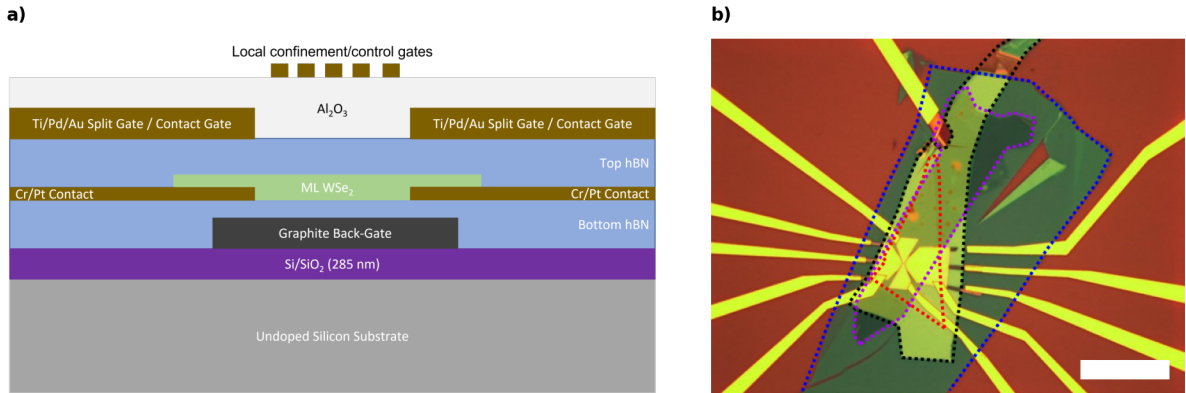 a)
b)
Local confinement/control gates
Al₂O₃
Ti/Pd/Au Split Gate / Contact Gate
Ti/Pd/Au Split Gate / Contact Gate
Top hBN
ML WSe₂
Cr/Pt Contact
Cr/Pt Contact
Bottom hBN
Graphite Back-Gate
Si/SiO₂ (285 nm)
Undoped Silicon Substrate